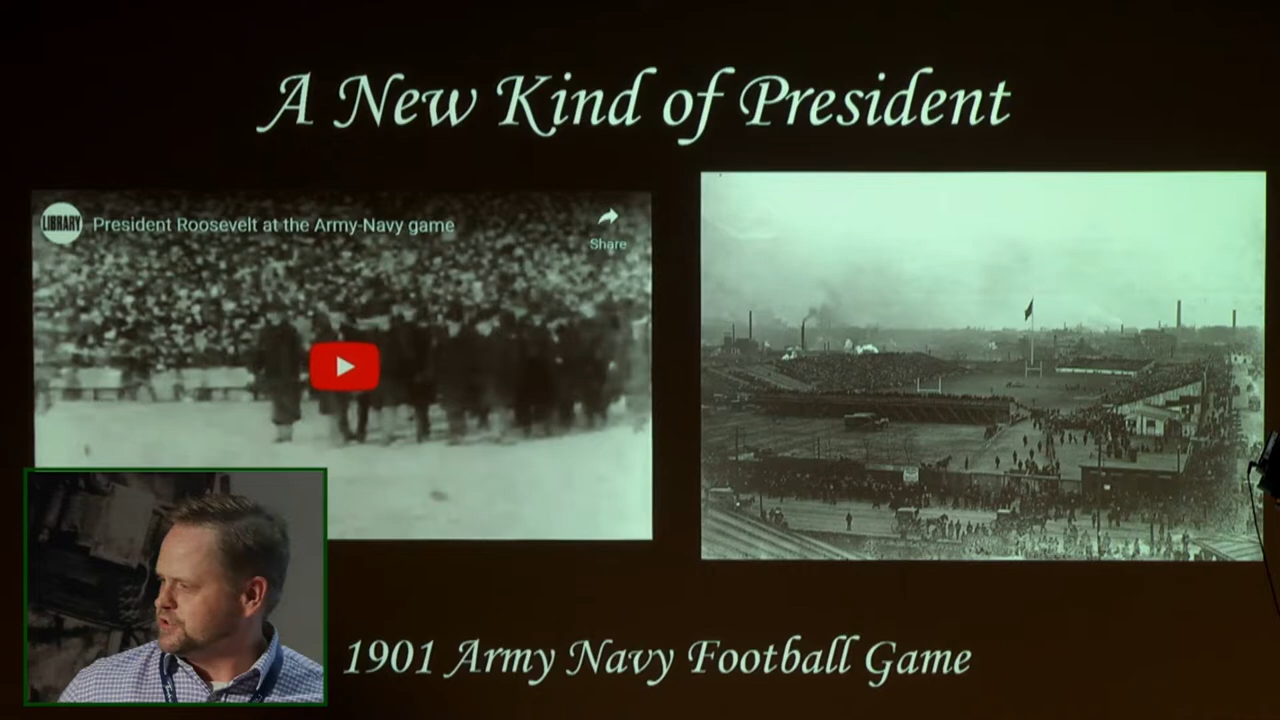 A New Kind of President
LIBRARY
President Roosevelt at the Army-Navy game
Share
1901 Army Navy Football Game